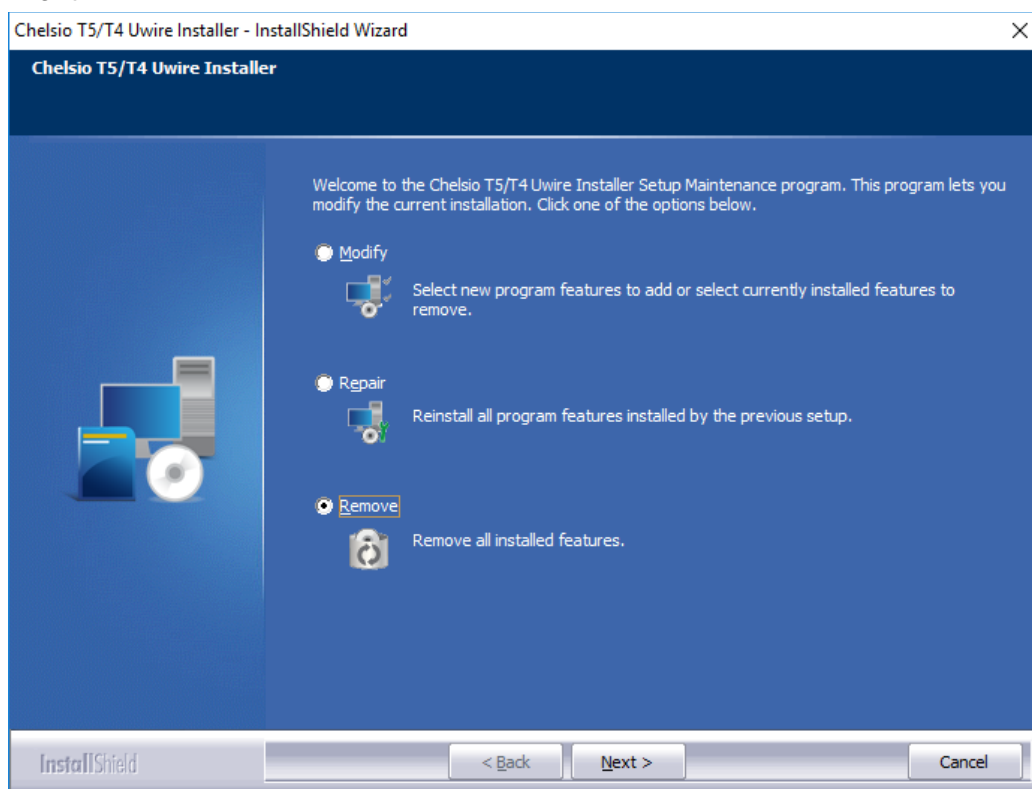 Chelsio T5/T4 Uwire Installer - InstallShield Wizard
Chelsio T5/T4 Uwire Installer
Welcome to the Chelsio T5/T4 Uwire Installer Setup Maintenance program. This program lets you
modify the current installation. Click one of the options below.
Modify
Select new program features to add or select currently installed features to
remove.
Repair
Reinstall all program features installed by the previous setup.
Remove
Remove all installed features.
InstallShield
< Back
Next >
Cancel